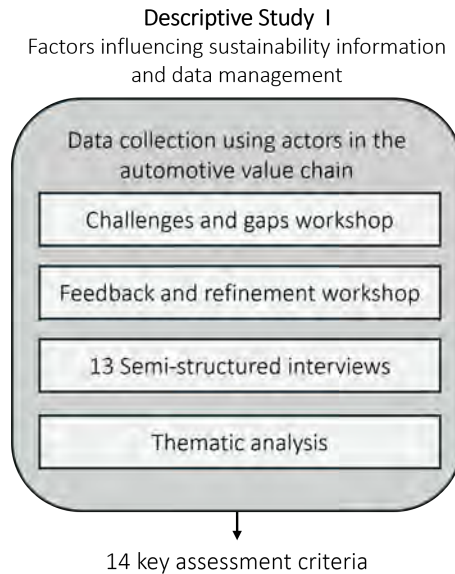 Descriptive Study I
Factors influencing sustainability information
and data management
Data collection using actors in the
automotive value chain
Challenges and gaps workshop
Feedback and refinement workshop
13 Semi-structured interviews
Thematic analysis
14 key assessment criteria